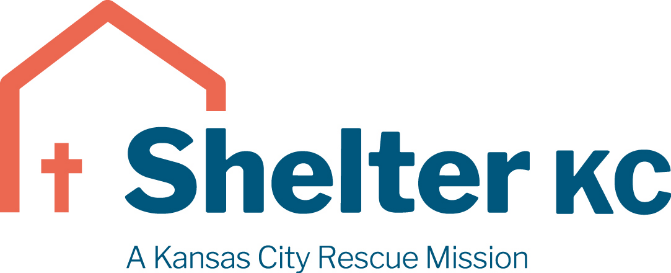 Shelter KC
A Kansas City Rescue Mission